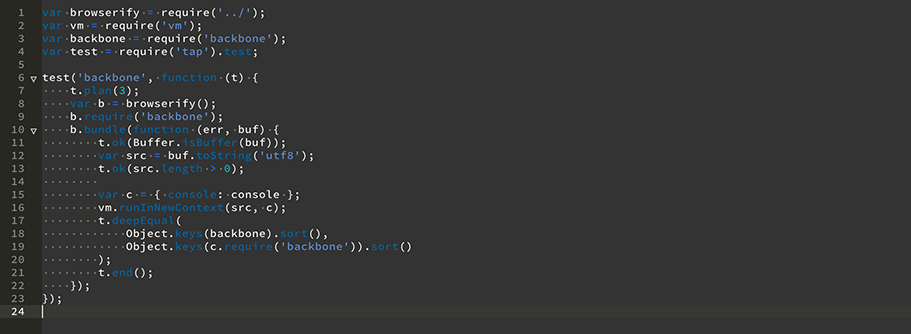 1 var browserify = require('../');
2 var vm = require('vm');
3 var backbone = require('backbone');
4 var test = require('tap').test;
5
6 test('backbone', function (t) {
7     t.plan(3);
8     var b = browserify();
9     b.require('backbone');
10     b.bundle(function (err, buf) {
11         t.ok(Buffer.isBuffer(buf));
12         var src = buf.toString('utf8');
13         t.ok(src.length > 0);
14
15         var c = { console: console };
16         vm.runInNewContext(src, c);
17         t.deepEqual(
18             Object.keys(backbone).sort(),
19             Object.keys(c.require('backbone')).sort()
20         );
21         t.end();
22     });
23 });
24